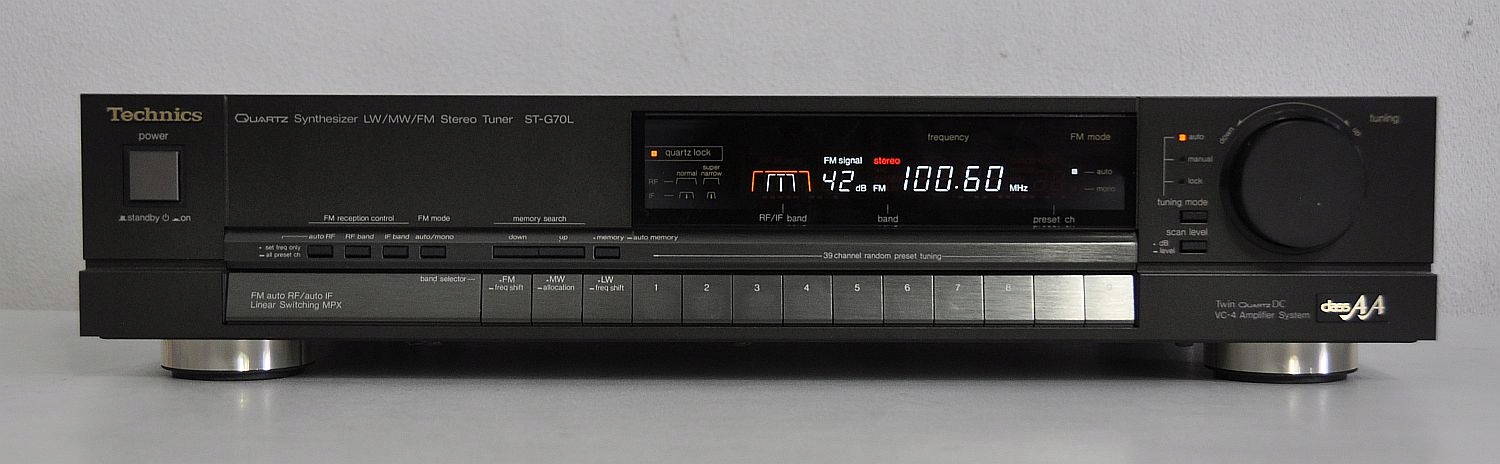 Technics
power
standby on
QUARTZ Synthesizer LW/MW/FM Stereo Tuner ST-G70L
quartz lock
normal super narrow
RF
IF
frequency
FM mode
FM signal stereo
42 dB FM 100.60 MHz
auto
mono
RF/IF band
band
preset ch
FM reception control FM mode memory search
auto RF RF band IF band auto/mono down up memory auto memory
set freq only
all preset ch
39 channel random preset tuning
band selector
FM
freq shift
MW
allocation
LW
freq shift
1 2 3 4 5 6 7 8 9
FM auto RF/auto IF
Linear Switching MPX
down up tuning
auto
manual
lock
tuning mode
scan level
dB
level
Twin QUARTZ DC
VC-4 Amplifier System
class AA